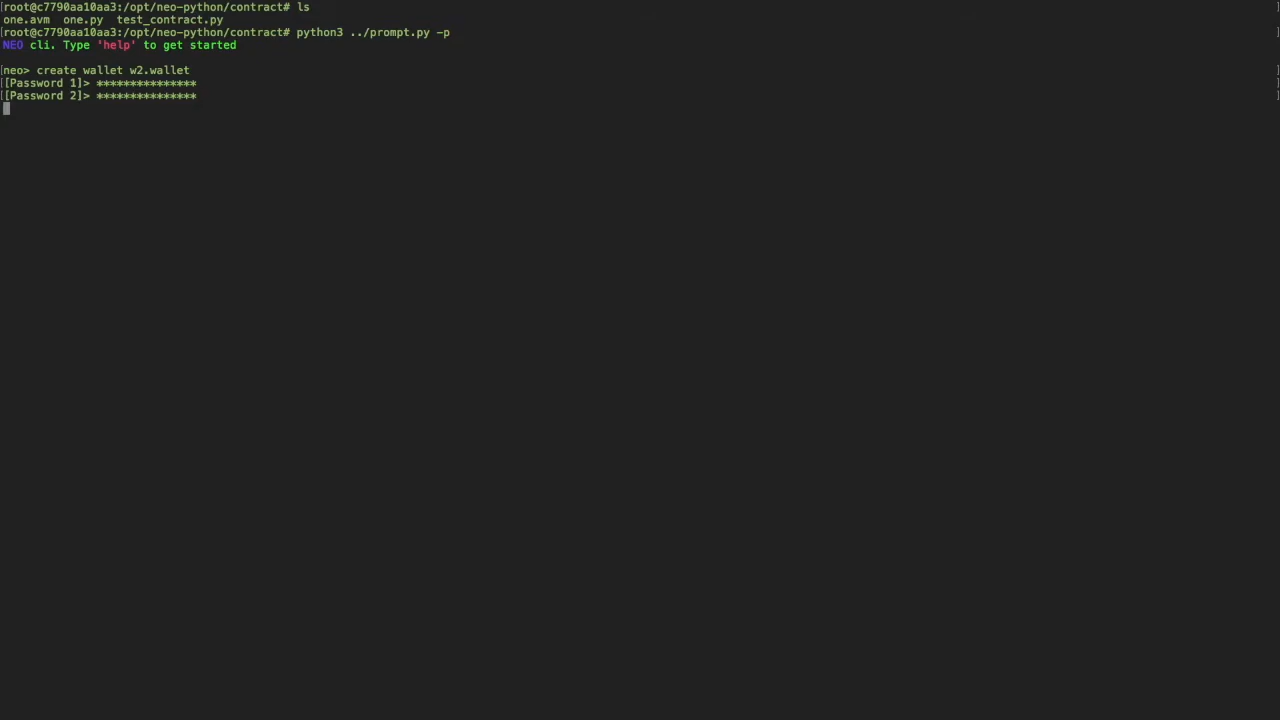 [root@c7790aa10aa3:/opt/neo-python/contract# ls ]
one.avm  one.py  test_contract.py
[root@c7790aa10aa3:/opt/neo-python/contract# python3 ../prompt.py -p ]
NEO cli. Type 'help' to get started
[neo> create wallet w2.wallet ]
[[Password 1]> *************** ]
[[Password 2]> *************** ]